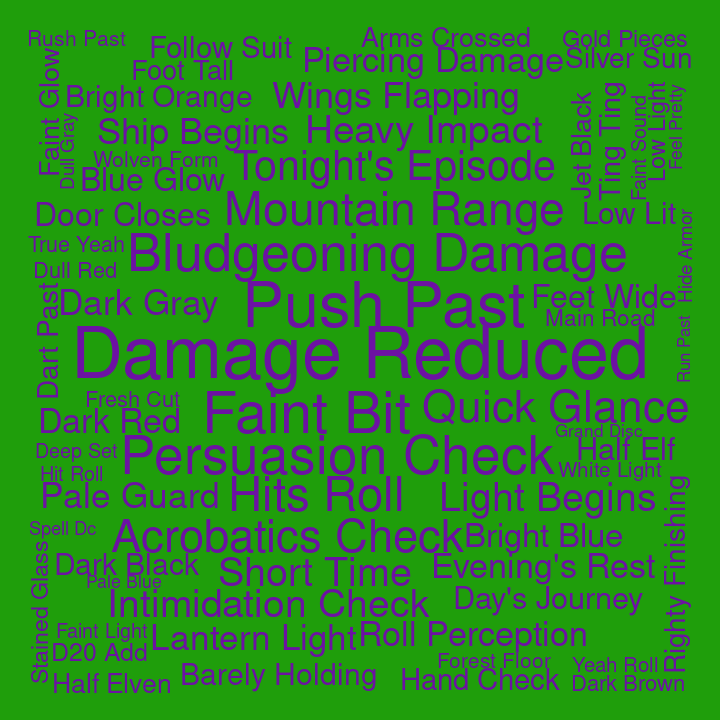 Rush Past
Follow Suit
Arms Crossed
Gold Pieces
Foot Tall
Piercing Damage
Silver Sun
Faint Glow
Bright Orange
Wings Flapping
Jet Black
Ting Ting
Faint Sound
Low Light
Feel Pretty
Dull Gray
Ship Begins
Heavy Impact
Wolven Form
Tonight's Episode
Blue Glow
Door Closes
Mountain Range
Low Lit
True Yeah
Bludgeoning Damage
Hide Armor
Dull Red
Dart Past
Dark Gray
Push Past
Feet Wide
Main Road
Run Past
Damage Reduced
Fresh Cut
Dark Red
Faint Bit
Quick Glance
Grand Disc
Deep Set
Persuasion Check
Half Elf
Hit Roll
White Light
Pale Guard
Hits Roll
Light Begins
Righty Finishing
Spell Dc
Acrobatics Check
Bright Blue
Stained Glass
Dark Black
Pale Blue
Short Time
Evening's Rest
Intimidation Check
Day's Journey
Faint Light
Lantern Light
Roll Perception
D20 Add
Forest Floor
Yeah Roll
Half Elven
Barely Holding
Hand Check
Dark Brown